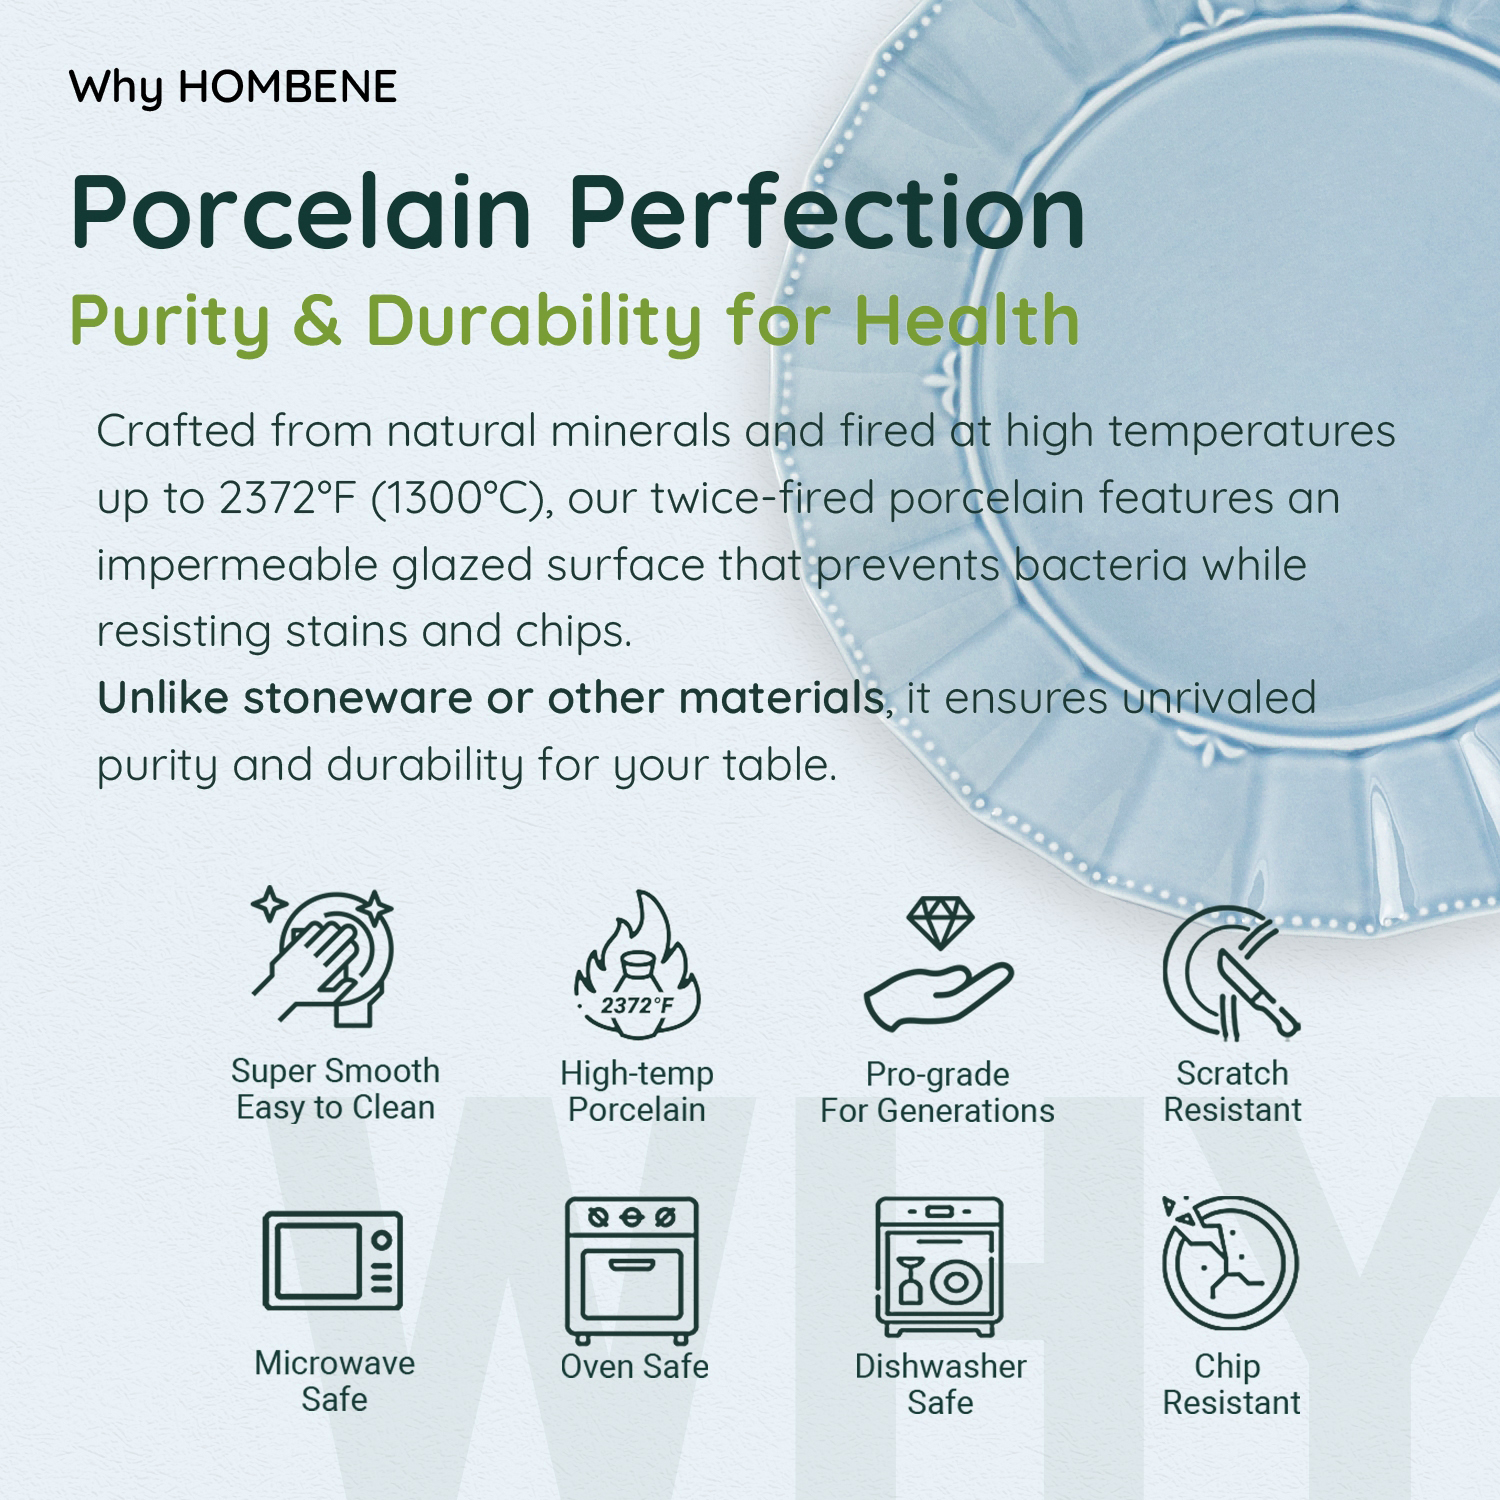 Why HOMBENE
Porcelain Perfection
Purity & Durability for Health
Crafted from natural minerals and fired at high temperatures
up to 2372°F (1300°C), our twice-fired porcelain features an
impermeable glazed surface that prevents bacteria while
resisting stains and chips.
Unlike stoneware or other materials, it ensures unrivaled
purity and durability for your table.
2372°F
Super Smooth
Easy to Clean
High-temp
Porcelain
Pro-grade
For Generations
Scratch
Resistant
Microwave
Safe
Oven Safe
Dishwasher
Safe
Chip
Resistant
WHY